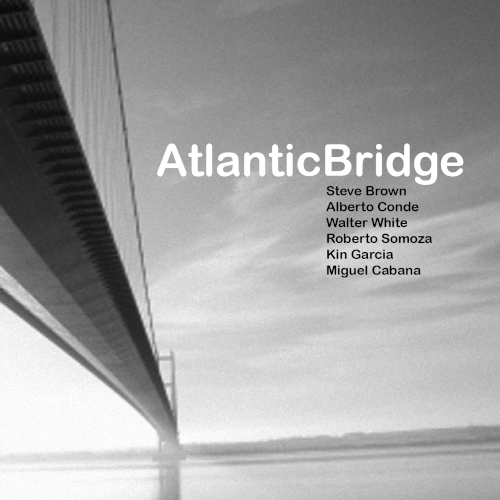 AtlanticBridge
Steve Brown
Alberto Conde
Walter White
Roberto Somoza
Kin Garcia
Miguel Cabana